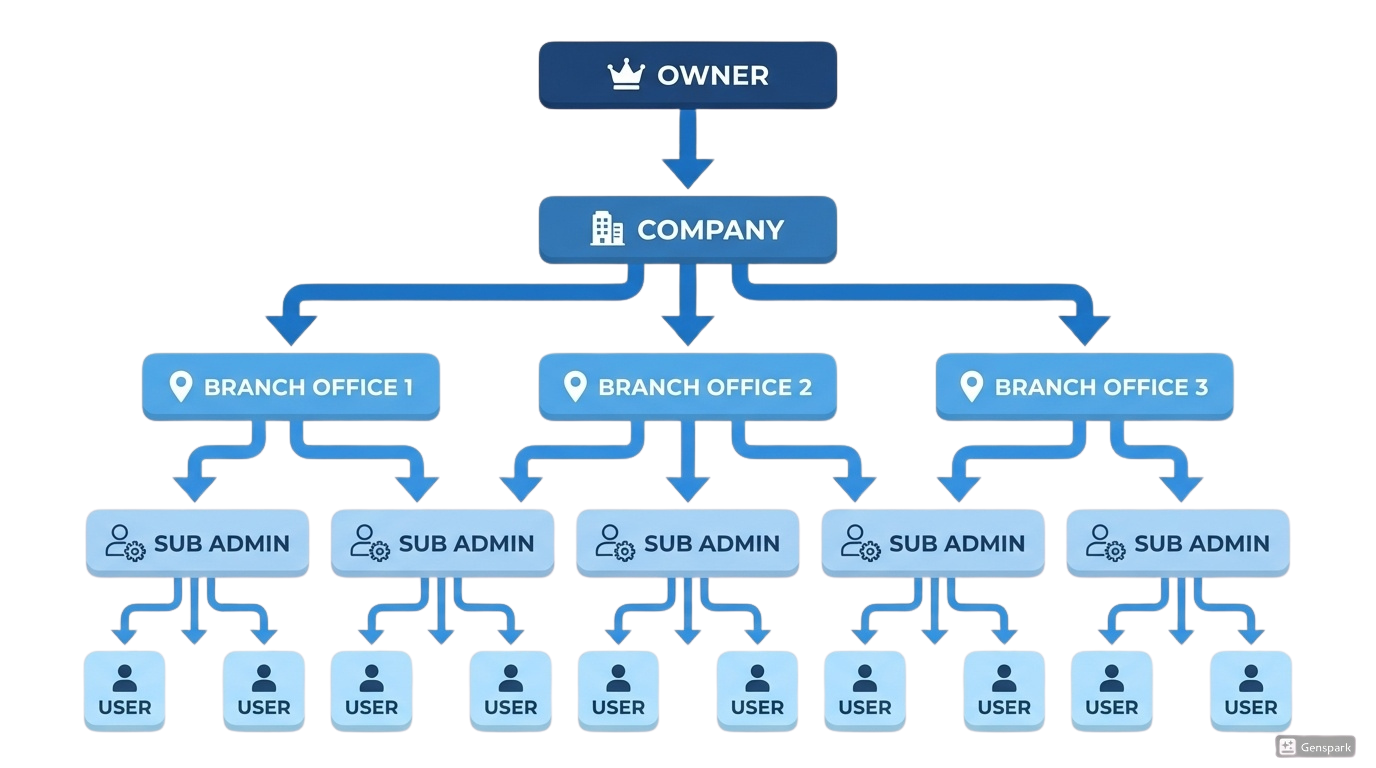 OWNER
COMPANY
BRANCH OFFICE 1
BRANCH OFFICE 2
BRANCH OFFICE 3
SUB ADMIN
SUB ADMIN
SUB ADMIN
SUB ADMIN
SUB ADMIN
USER
USER
USER
USER
USER
USER
USER
USER
USER
USER
Genspark